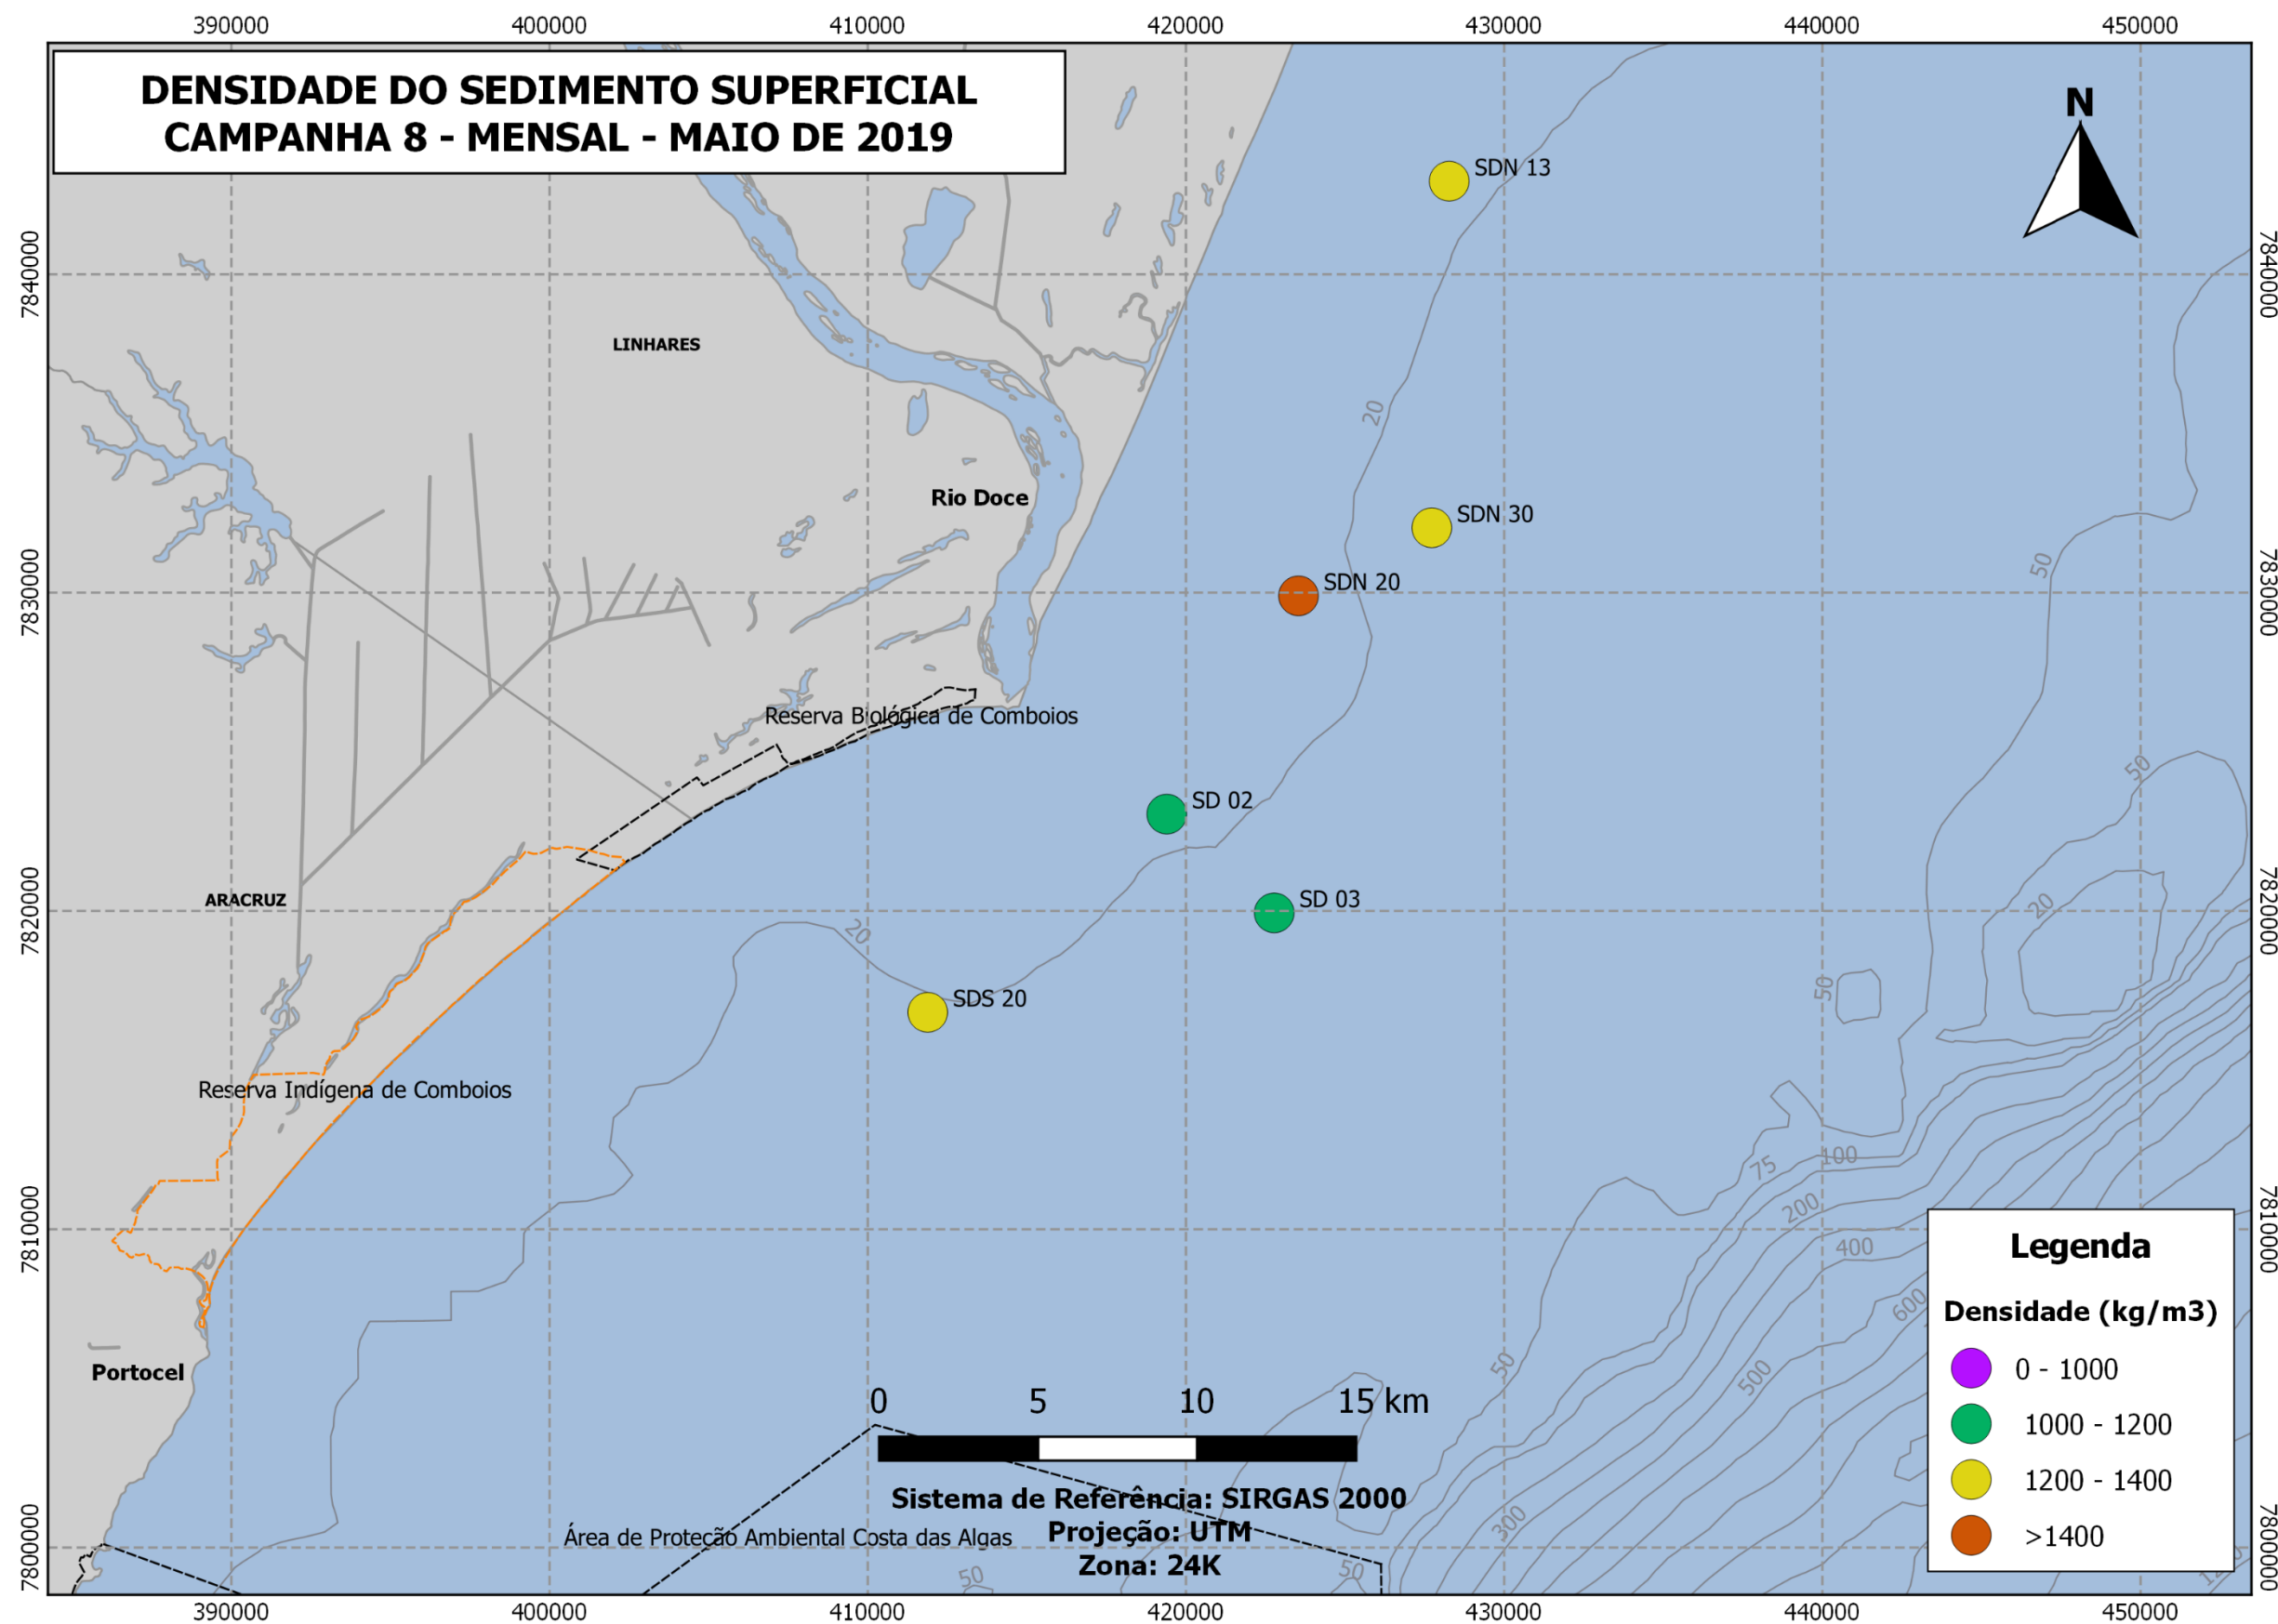 390000 400000 410000 420000 430000 440000 450000
DENSIDADE DO SEDIMENTO SUPERFICIAL
CAMPANHA 8 - MENSAL - MAIO DE 2019
N
SDN 13
7840000
7840000
LINHARES
20
Rio Doce
SDN 30
50
7830000
SDN 20
7830000
Reserva Biológica de Comboios
50
SD 02
ARACRUZ
SD 03
20
7820000
20
7820000
SDS 20
50
Reserva Indígena de Comboios
75
100
200
7810000
400
7810000
600
Portocel
50
500
300
50
50
Legenda
Densidade (kg/m3)
0 - 1000
1000 - 1200
1200 - 1400
>1400
0 5 10 15 km
Sistema de Referência: SIRGAS 2000
Projeção: UTM
Zona: 24K
Área de Proteção Ambiental Costa das Algas
7800000
7800000
390000 400000 410000 420000 430000 440000 450000